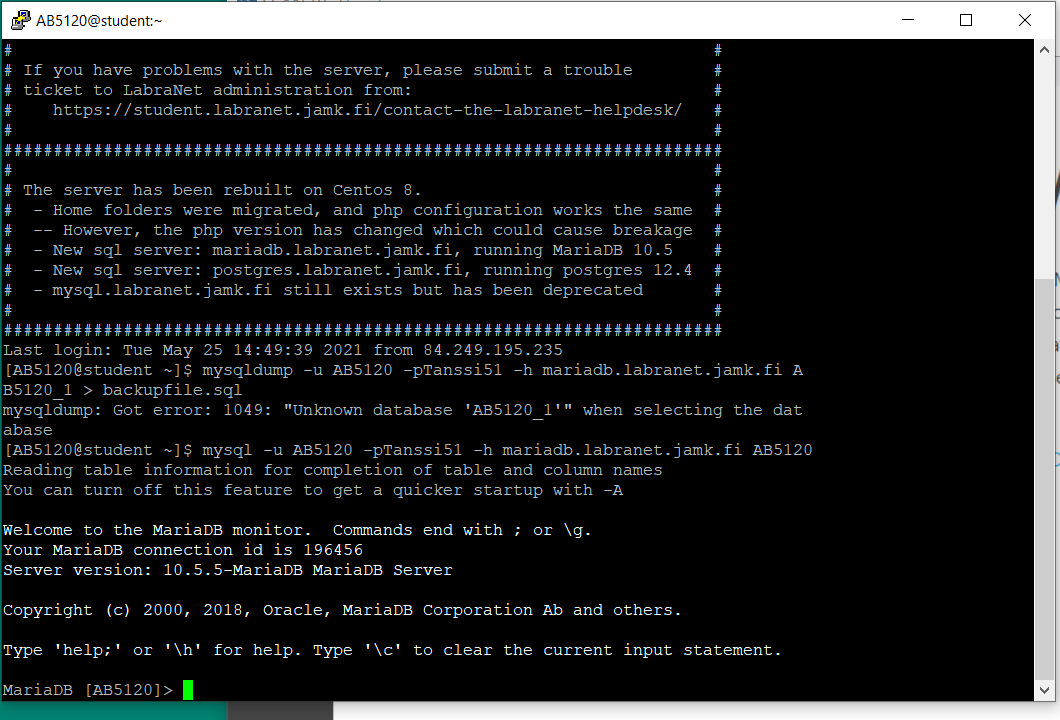 AB5120@student:~
#                                                                       #
# If you have problems with the server, please submit a trouble         #
# ticket to LabraNet administration from:                               #
#    https://student.labranet.jamk.fi/contact-the-labranet-helpdesk/    #
#                                                                       #
########################################################################
#                                                                       #
# The server has been rebuilt on Centos 8.                              #
#  - Home folders were migrated, and php configuration works the same   #
#  -- However, the php version has changed which could cause breakage   #
#  - New sql server: mariadb.labranet.jamk.fi, running MariaDB 10.5     #
#  - New sql server: postgres.labranet.jamk.fi, running postgres 12.4   #
#  - mysql.labranet.jamk.fi still exists but has been deprecated        #
#                                                                       #
########################################################################
Last login: Tue May 25 14:49:39 2021 from 84.249.195.235
[AB5120@student ~]$ mysqldump -u AB5120 -pTanssi51 -h mariadb.labranet.jamk.fi A
B5120_1 > backupfile.sql
mysqldump: Got error: 1049: "Unknown database 'AB5120_1'" when selecting the dat
abase
[AB5120@student ~]$ mysql -u AB5120 -pTanssi51 -h mariadb.labranet.jamk.fi AB5120
Reading table information for completion of table and column names
You can turn off this feature to get a quicker startup with -A
Welcome to the MariaDB monitor.  Commands end with ; or \g.
Your MariaDB connection id is 196456
Server version: 10.5.5-MariaDB MariaDB Server
Copyright (c) 2000, 2018, Oracle, MariaDB Corporation Ab and others.
Type 'help;' or '\h' for help. Type '\c' to clear the current input statement.
MariaDB [AB5120]>